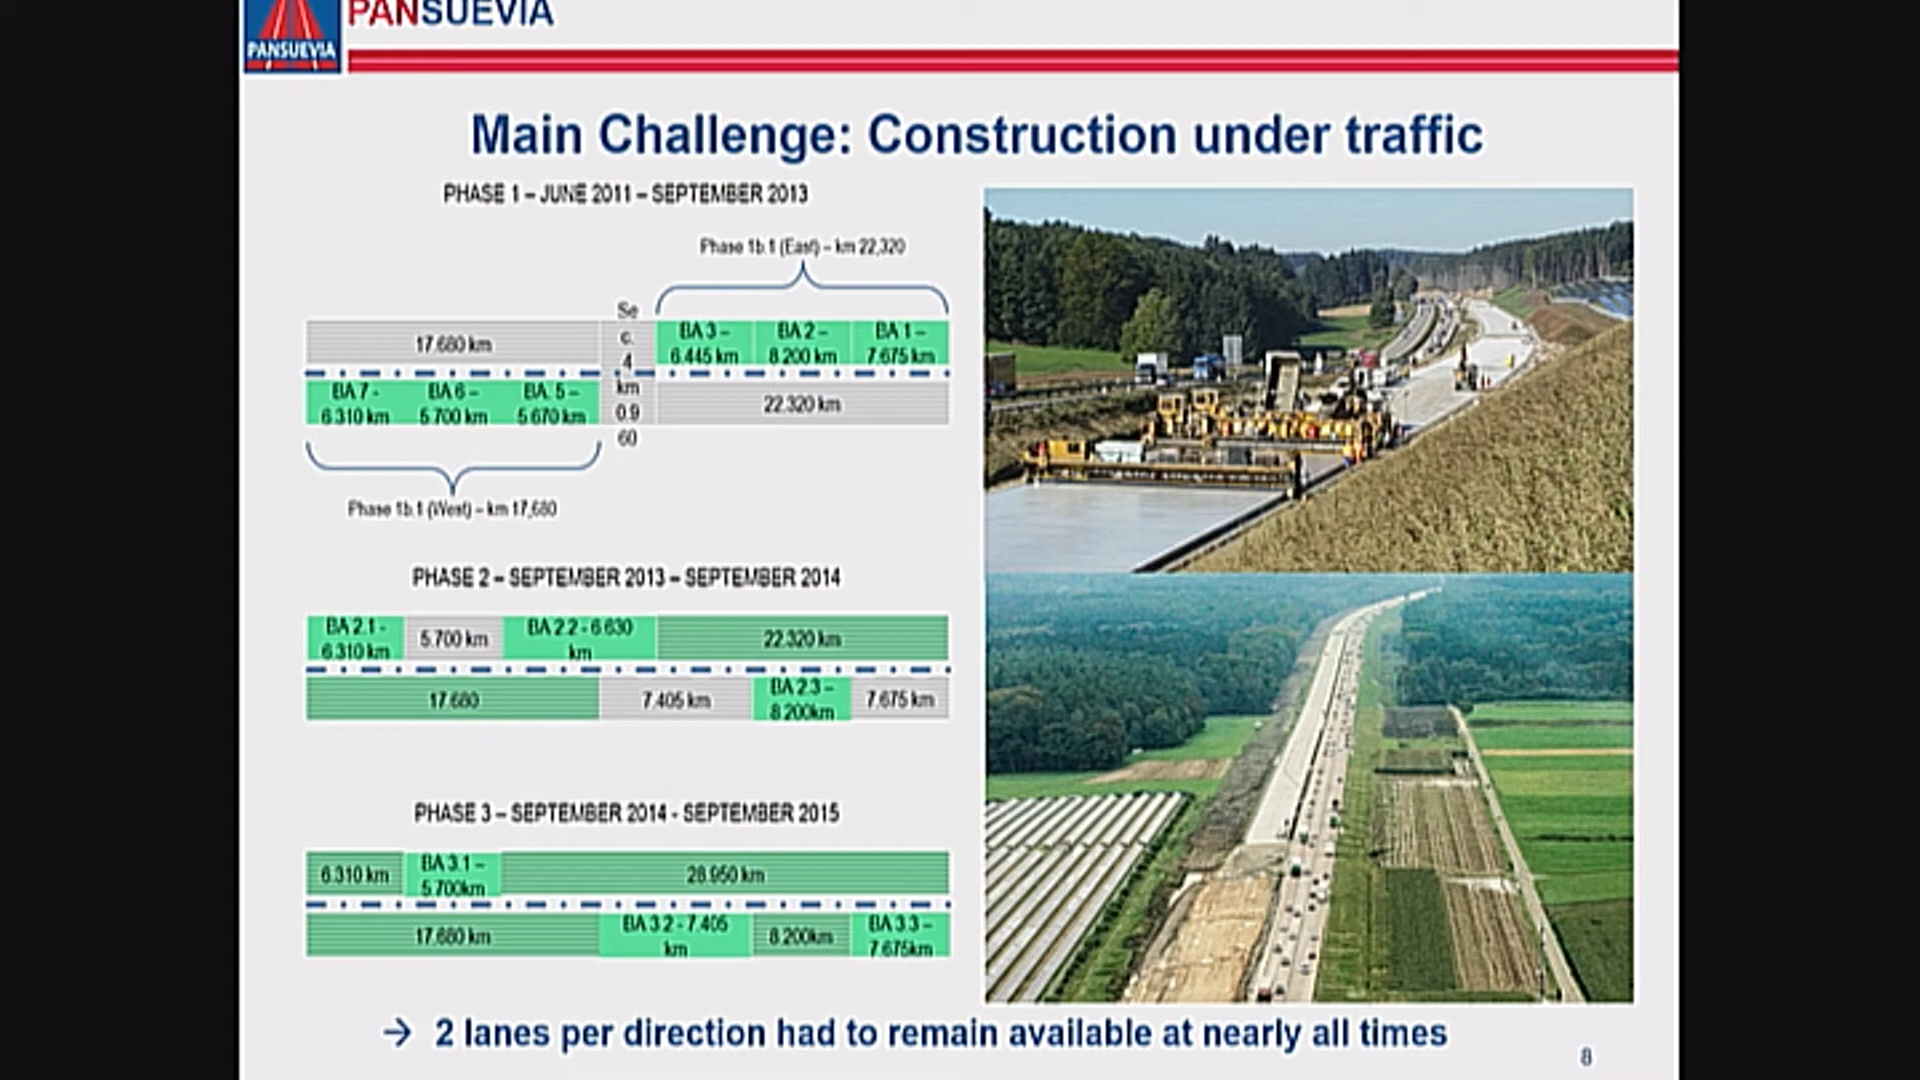 PANSUEVIA
PANSUEVIA
Main Challenge: Construction under traffic
PHASE 1 – JUNE 2011 – SEPTEMBER 2013
Phase 1b.1 (East) – km 22,320
17.680 km
Se
c.
4
km
0.9
60
BA 3 –
6.445 km
BA 2 –
8.200 km
BA 1 –
7.675 km
BA 7 -
6.310 km
BA 6 –
5.700 km
BA. 5 –
5.670 km
22.320 km
Phase 1b.1 (West) – km 17,680
PHASE 2 – SEPTEMBER 2013 – SEPTEMBER 2014
BA 2.1 -
6.310 km
5.700 km
BA 2.2 - 6.630
km
22.320 km
17.680
7.405 km
BA 2.3 –
8.200km
7.675 km
PHASE 3 – SEPTEMBER 2014 - SEPTEMBER 2015
6.310 km
BA 3.1 –
5.700km
28.950 km
17.680 km
BA 3.2 - 7.405
km
8.200km
BA 3.3 –
7.675km
→ 2 lanes per direction had to remain available at nearly all times
8